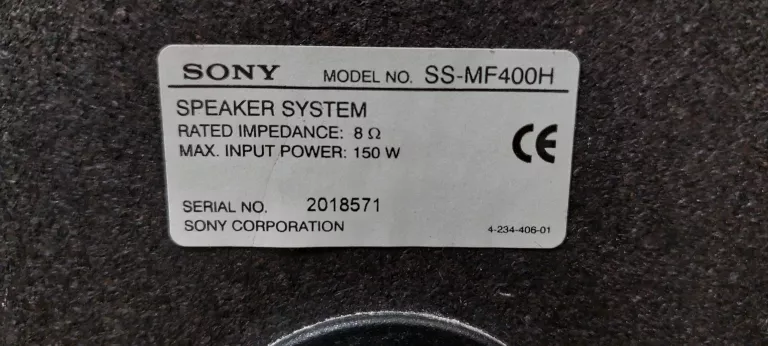 SONY MODEL NO. SS-MF400H
SPEAKER SYSTEM
RATED IMPEDANCE: 8 Ω
MAX. INPUT POWER: 150 W
CE
SERIAL NO. 2018571
SONY CORPORATION 4-234-406-01